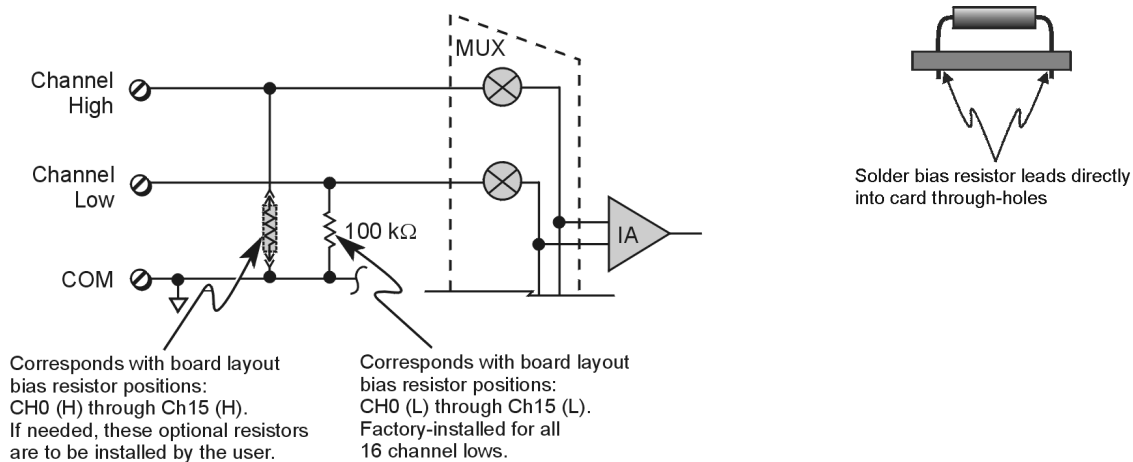 MUX
Channel
High
Channel
Low
100 kΩ
IA
COM
Solder bias resistor leads directly
into card through-holes
Corresponds with board layout
bias resistor positions:
CH0 (H) through Ch15 (H).
If needed, these optional resistors
are to be installed by the user.
Corresponds with board layout
bias resistor positions:
CH0 (L) through Ch15 (L).
Factory-installed for all
16 channel lows.